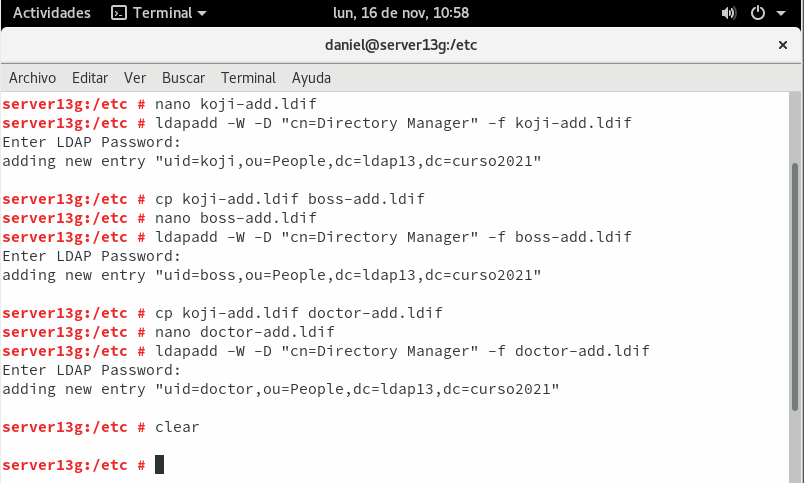 Actividades Terminal lun, 16 de nov, 10:58
daniel@server13g:/etc ×
Archivo Editar Ver Buscar Terminal Ayuda
server13g:/etc # nano koji-add.ldif
server13g:/etc # ldapadd -W -D "cn=Directory Manager" -f koji-add.ldif
Enter LDAP Password:
adding new entry "uid=koji,ou=People,dc=ldap13,dc=curso2021"
server13g:/etc # cp koji-add.ldif boss-add.ldif
server13g:/etc # nano boss-add.ldif
server13g:/etc # ldapadd -W -D "cn=Directory Manager" -f boss-add.ldif
Enter LDAP Password:
adding new entry "uid=boss,ou=People,dc=ldap13,dc=curso2021"
server13g:/etc # cp koji-add.ldif doctor-add.ldif
server13g:/etc # nano doctor-add.ldif
server13g:/etc # ldapadd -W -D "cn=Directory Manager" -f doctor-add.ldif
Enter LDAP Password:
adding new entry "uid=doctor,ou=People,dc=ldap13,dc=curso2021"
server13g:/etc # clear
server13g:/etc #